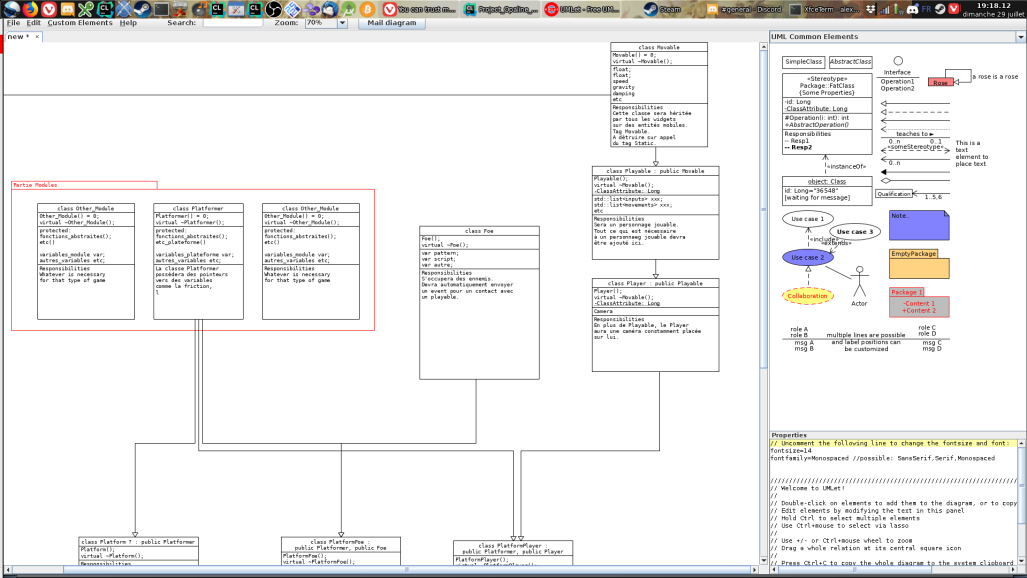 You can trust m...
Project_Opaline_...
UMLet - Free UM...
Steam
#general - Discord
XfceTerm
alex...
FR
19:18.12
dimanche 29 juillet
File Edit Custom Elements Help
Search:
Zoom:
70%
Mail diagram
new *
class Movable
Movable() = 0;
virtual ~Movable();
float;
float;
speed
gravity
damping
etc
Responsibilities
Cette classe sera héritée
par tous les widgets
sur des entités mobiles.
Tag Movable.
A détruire sur appel
du tag Static.
class Playable : public Movable
Playable();
virtual ~Movable();
-ClassAttribute: Long
std::list<inputs> xxx;
std::list<movements> xxx;
etc
Responsibilities
Sera un personnage jouable.
Tout ce qui est nécessaire
à un personnaeg jouable devra
être ajouté ici.
class Player : public Playable
Player();
virtual ~Movable();
-ClassAttribute: Long
Camera
Responsibilities
En plus de Playable, le Player
aura une caméra constamment placée
sur lui.
Partie Modules
class Other_Module
Other_Module() = 0;
virtual ~Other_Module();
protected:
fonctions_abstraites();
etc()
variables_module var;
autres_variables etc;
Responsibilities
Whatever is necessary
for that type of game
class Platformer
Platformer() = 0;
virtual ~Platformer();
protected:
fonctions_abstraites();
etc_plateforme()
variables_plateforme var;
autres_variables etc;
La classe Platformer
possèdera des pointeurs
vers des variables
comme la friction,
l
class Other_Module
Other_Module() = 0;
virtual ~Other_Module();
protected:
fonctions_abstraites();
etc()
variables_module var;
autres_variables etc;
Responsibilities
Whatever is necessary
for that type of game
class Foe
Foe();
virtual ~Foe();
var pattern;
var script;
var autre;
Responsibilities
S'occupera des ennemis.
Devra automatiquement envoyer
un event pour un contact avec
un playable.
class Platform ? : public Platformer
Platform();
virtual ~Platform();
Responsibilities
class PlatformFoe :
public Platformer, public Foe
PlatformFoe();
virtual ~PlatformFoe();
class PlatformPlayer :
public Platformer, public Player
PlatformPlayer();
UML Common Elements
SimpleClass
AbstractClass
Interface
Operation1
Operation2
Rose
a rose is a rose
«Stereotype»
Package::FatClass
{Some Properties}
-id: Long
-ClassAttribute: Long
#Operation(i: int): int
+AbstractOperation()
Responsibilities
-- Resp1
-- Resp2
teaches to ►
0..n
0..1
«someStereotype»
0..n
This is a
text
element to
place text
«instanceOf»
object: Class
id: Long="36548"
[waiting for message]
Qualification
1..5,6
Use case 1
«include»
Use case 3
«extends»
Use case 2
Collaboration
Actor
Note..
EmptyPackage
Package 1
-Content 1
+Content 2
role A
role B
msg A
msg B
multiple lines are possible
and label positions can
be customized
role C
role D
msg C
msg D
Properties
// Uncomment the following line to change the fontsize and font:
fontsize=14
fontfamily=Monospaced //possible: SansSerif,Serif,Monospaced
//////////////////////////////////////////////////////////////
// Welcome to UMLet!
//
// Double-click on elements to add them to the diagram, or to copy
// Edit elements by modifying the text in this panel
// Hold Ctrl to select multiple elements
// Use Ctrl+mouse to select via lasso
//
// Use +/- or Ctrl+mouse wheel to zoom
// Drag a whole relation at its central square icon
//
// Press Ctrl+C to copy the whole diagram to the system clipboard